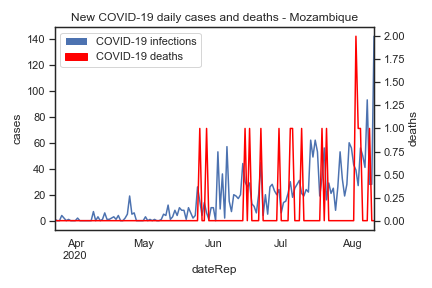 New COVID-19 daily cases and deaths - Mozambique
COVID-19 infections
COVID-19 deaths
140
120
100
80
60
40
20
0
cases
2.00
1.75
1.50
1.25
1.00
0.75
0.50
0.25
0.00
deaths
Apr May Jun Jul Aug
2020
dateRep